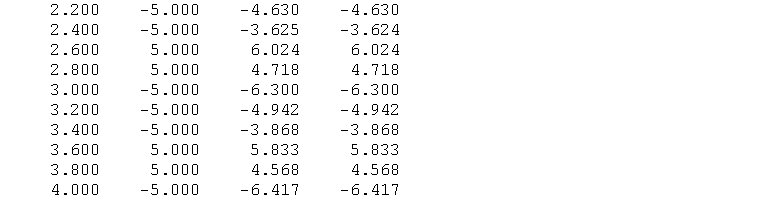 2.200 -5.000 -4.630 -4.630
2.400 -5.000 -3.625 -3.624
2.600 5.000 6.024 6.024
2.800 5.000 4.718 4.718
3.000 -5.000 -6.300 -6.300
3.200 -5.000 -4.942 -4.942
3.400 -5.000 -3.868 -3.868
3.600 5.000 5.833 5.833
3.800 5.000 4.568 4.568
4.000 -5.000 -6.417 -6.417